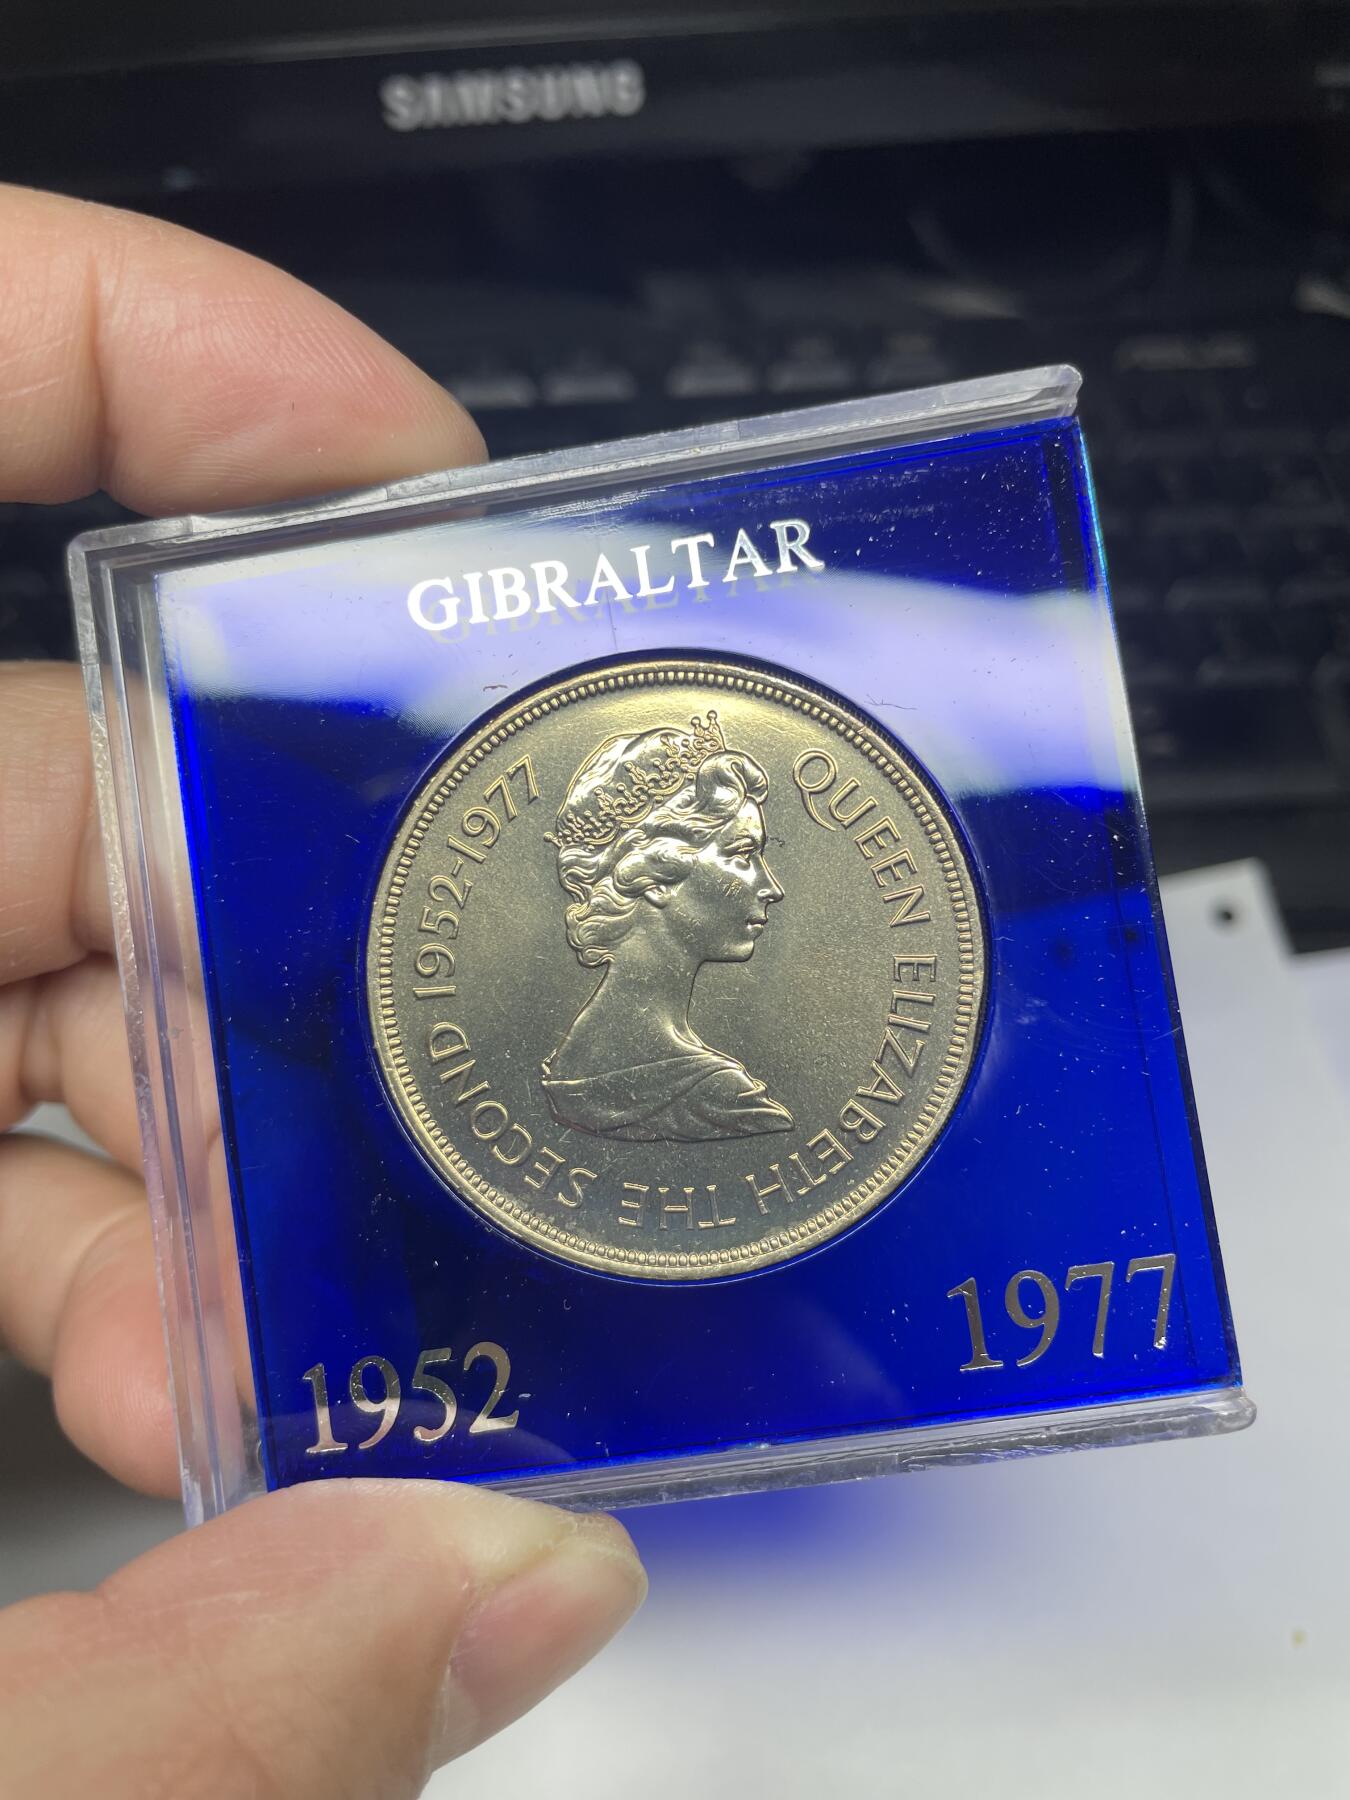 SAMSUNG
GIBRALTAR
QUEEN ELIZABETH THE SECOND 1952-1977
1952
1977